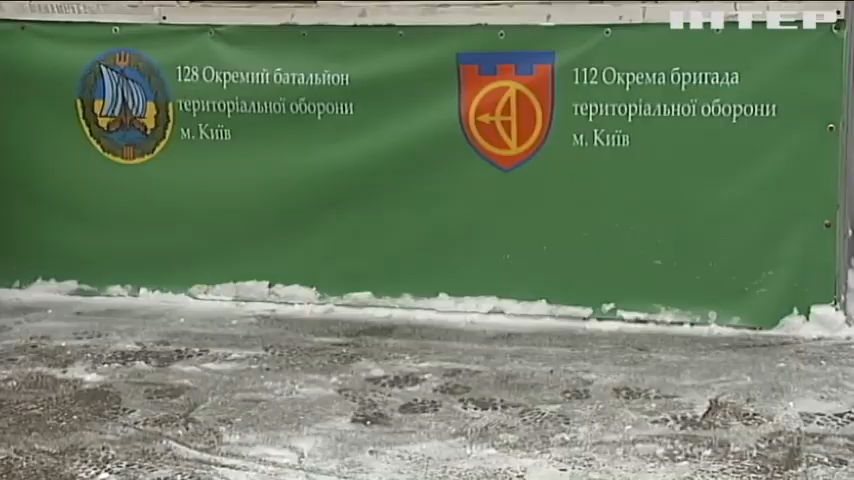 ІНТЕР
128 Окремий батальйон
територіальної оборони
м. Київ
112 Окрема бригада
територіальної оборони
м. Київ